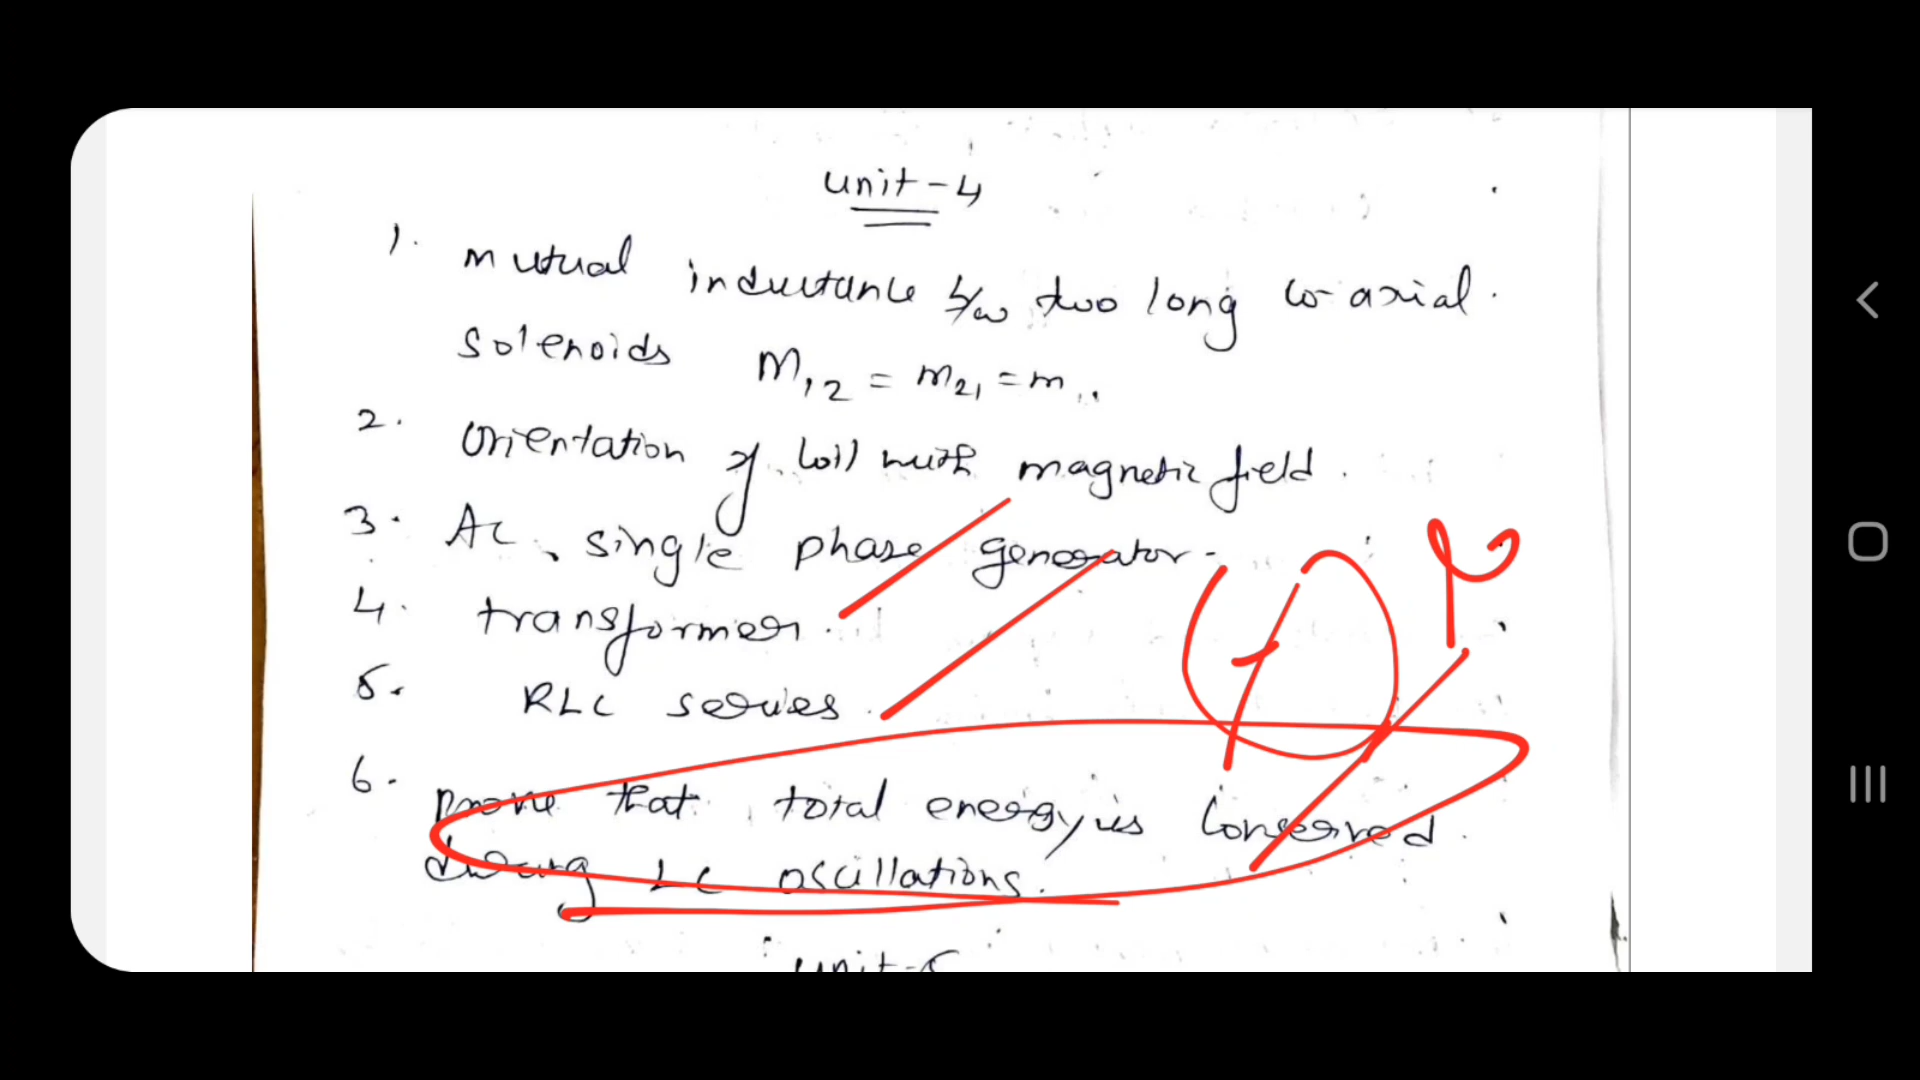 unit-4
1. mutual inductance b/w two long co-axial.
solenoids M12 = M21 = m
2. Orientation of coil with magnetic field.
3. AC single phase generator.
4. transformer.
5. RLC series.
6. prove that total energy is conserved.
during LC oscillations.
unit-5